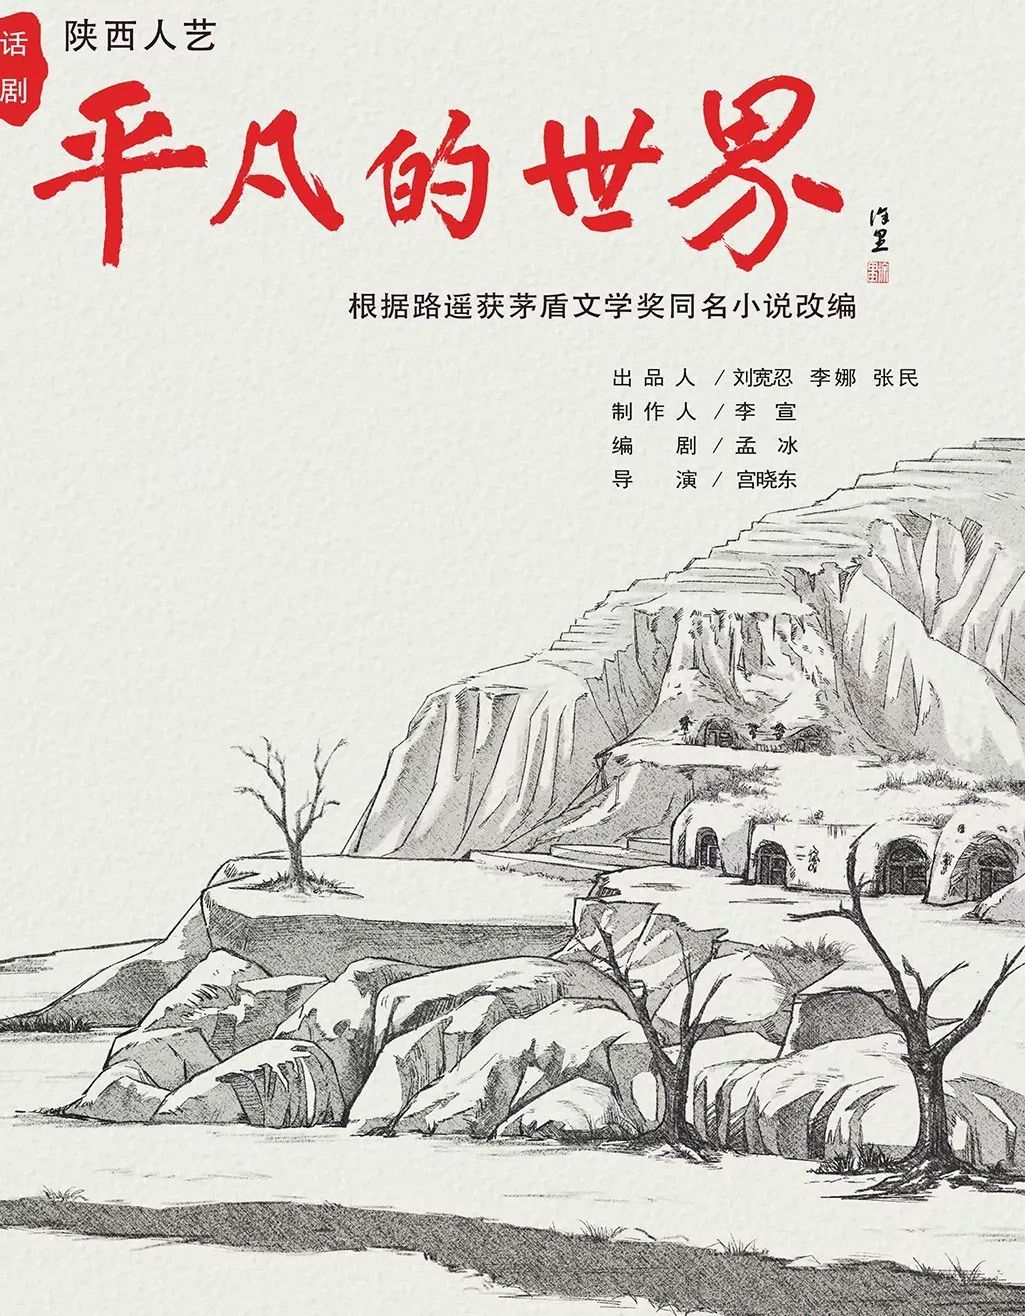 话剧
陕西人艺
平凡的世界
根据路遥获茅盾文学奖同名小说改编
出品人 / 刘宽忍 李娜 张民
制作人 / 李宣
编剧 / 孟冰
导演 / 宫晓东